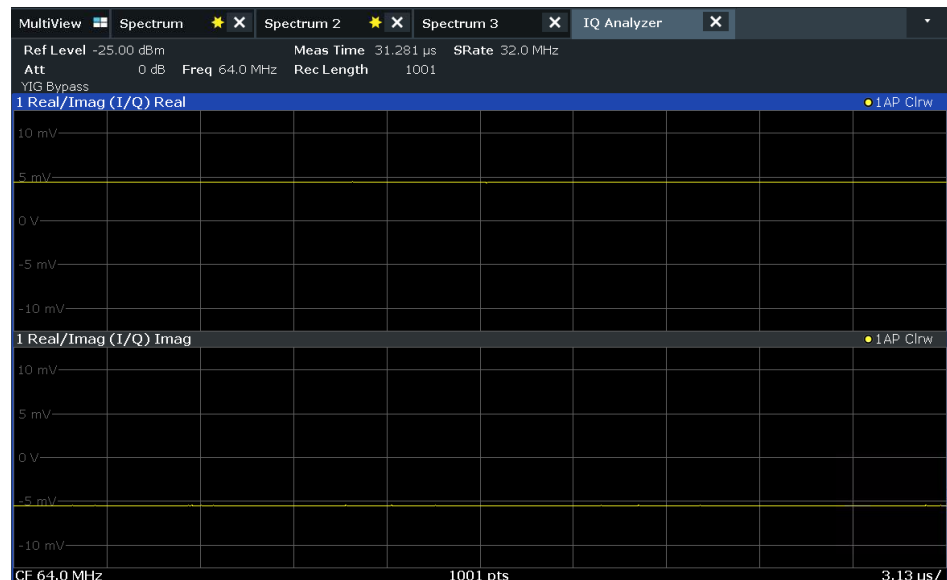 MultiView Spectrum Spectrum 2 Spectrum 3 IQ Analyzer
Ref Level -25.00 dBm Meas Time 31.281 µs SRate 32.0 MHz
Att 0 dB Freq 64.0 MHz Rec Length 1001
YIG Bypass
1 Real/Imag (I/Q) Real 1AP Clrw
10 mV
5 mV
0 V
-5 mV
-10 mV
1 Real/Imag (I/Q) Imag 1AP Clrw
10 mV
5 mV
0 V
-5 mV
-10 mV
CF 64.0 MHz 1001 pts 3.13 µs/